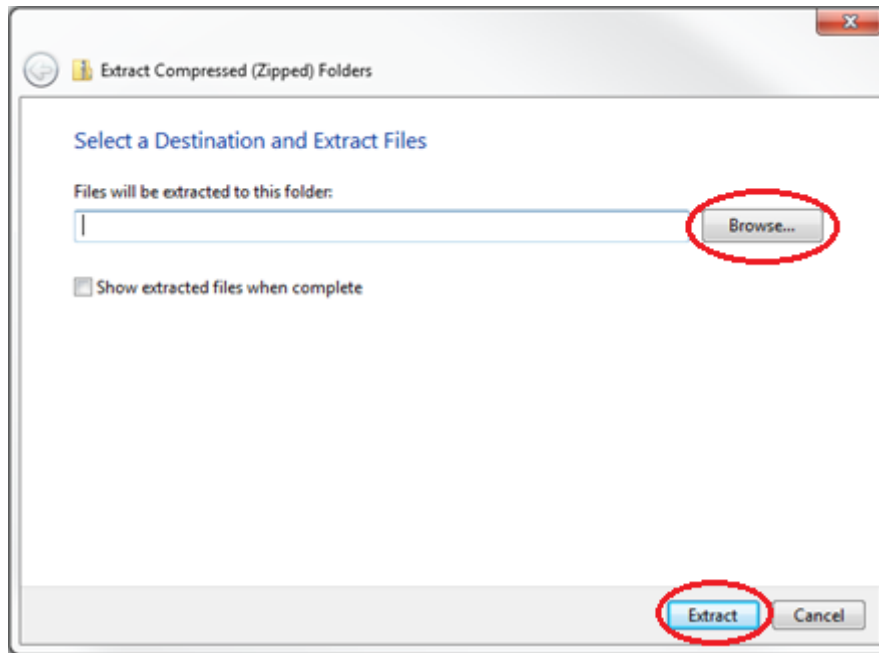 Extract Compressed (Zipped) Folders
Select a Destination and Extract Files
Files will be extracted to this folder:
Browse...
Show extracted files when complete
Extract Cancel